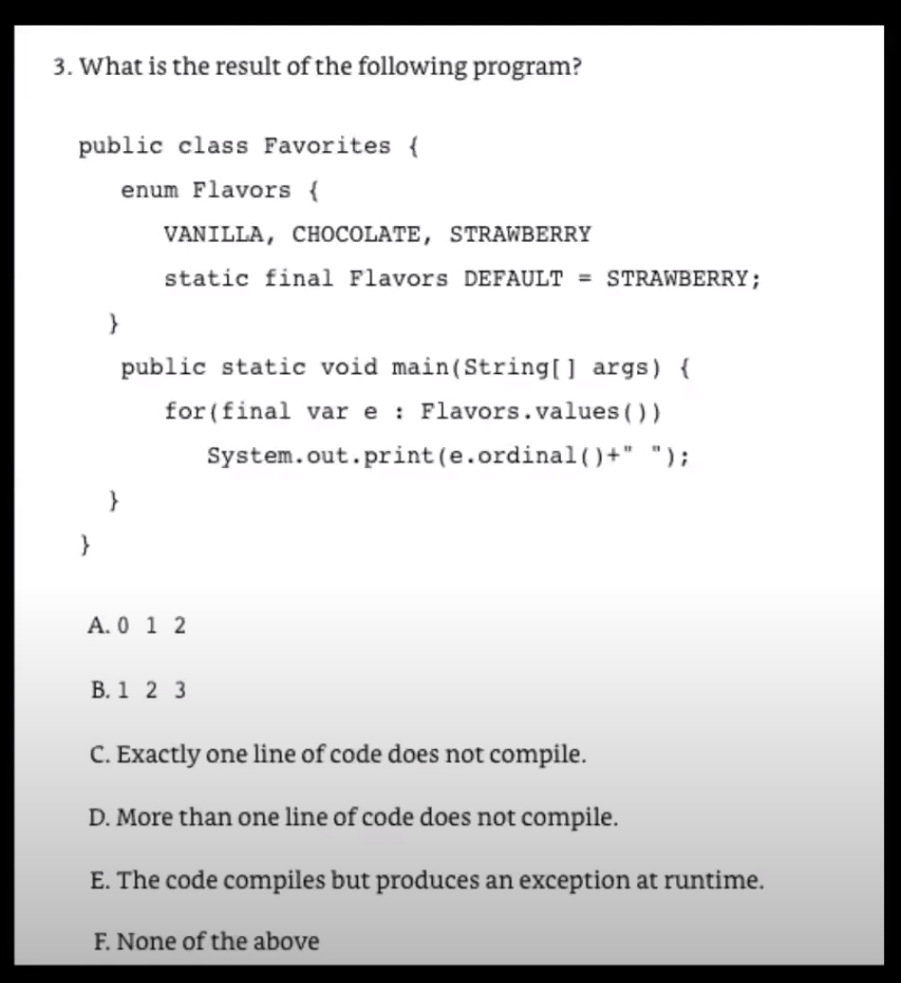 3. What is the result of the following program?
public class Favorites {
enum Flavors {
VANILLA, CHOCOLATE, STRAWBERRY
static final Flavors DEFAULT = STRAWBERRY;
}
public static void main(String[] args) {
for(final var e : Flavors.values())
System.out.print(e.ordinal()+" ");
}
}
A. 0 1 2
B. 1 2 3
C. Exactly one line of code does not compile.
D. More than one line of code does not compile.
E. The code compiles but produces an exception at runtime.
F. None of the above